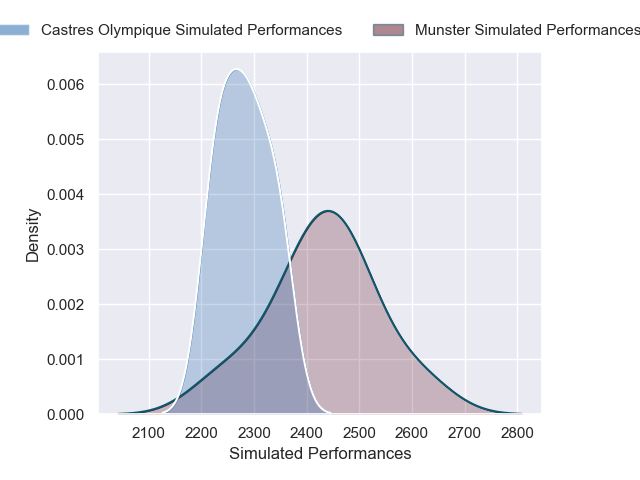 Castres Olympique Simulated Performances
Munster Simulated Performances
0.006
0.005
0.004
0.003
0.002
0.001
0.000
Density
2100 2200 2300 2400 2500 2600 2700 2800
Simulated Performances